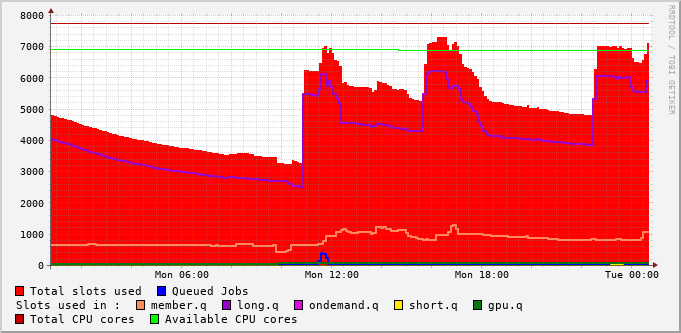 8000
7000
6000
5000
4000
3000
2000
1000
0
Mon 06:00 Mon 12:00 Mon 18:00 Tue 00:00
RRDTOOL / TOBI OETIKER
Total slots used Queued Jobs
Slots used in : member.q long.q ondemand.q short.q gpu.q
Total CPU cores Available CPU cores